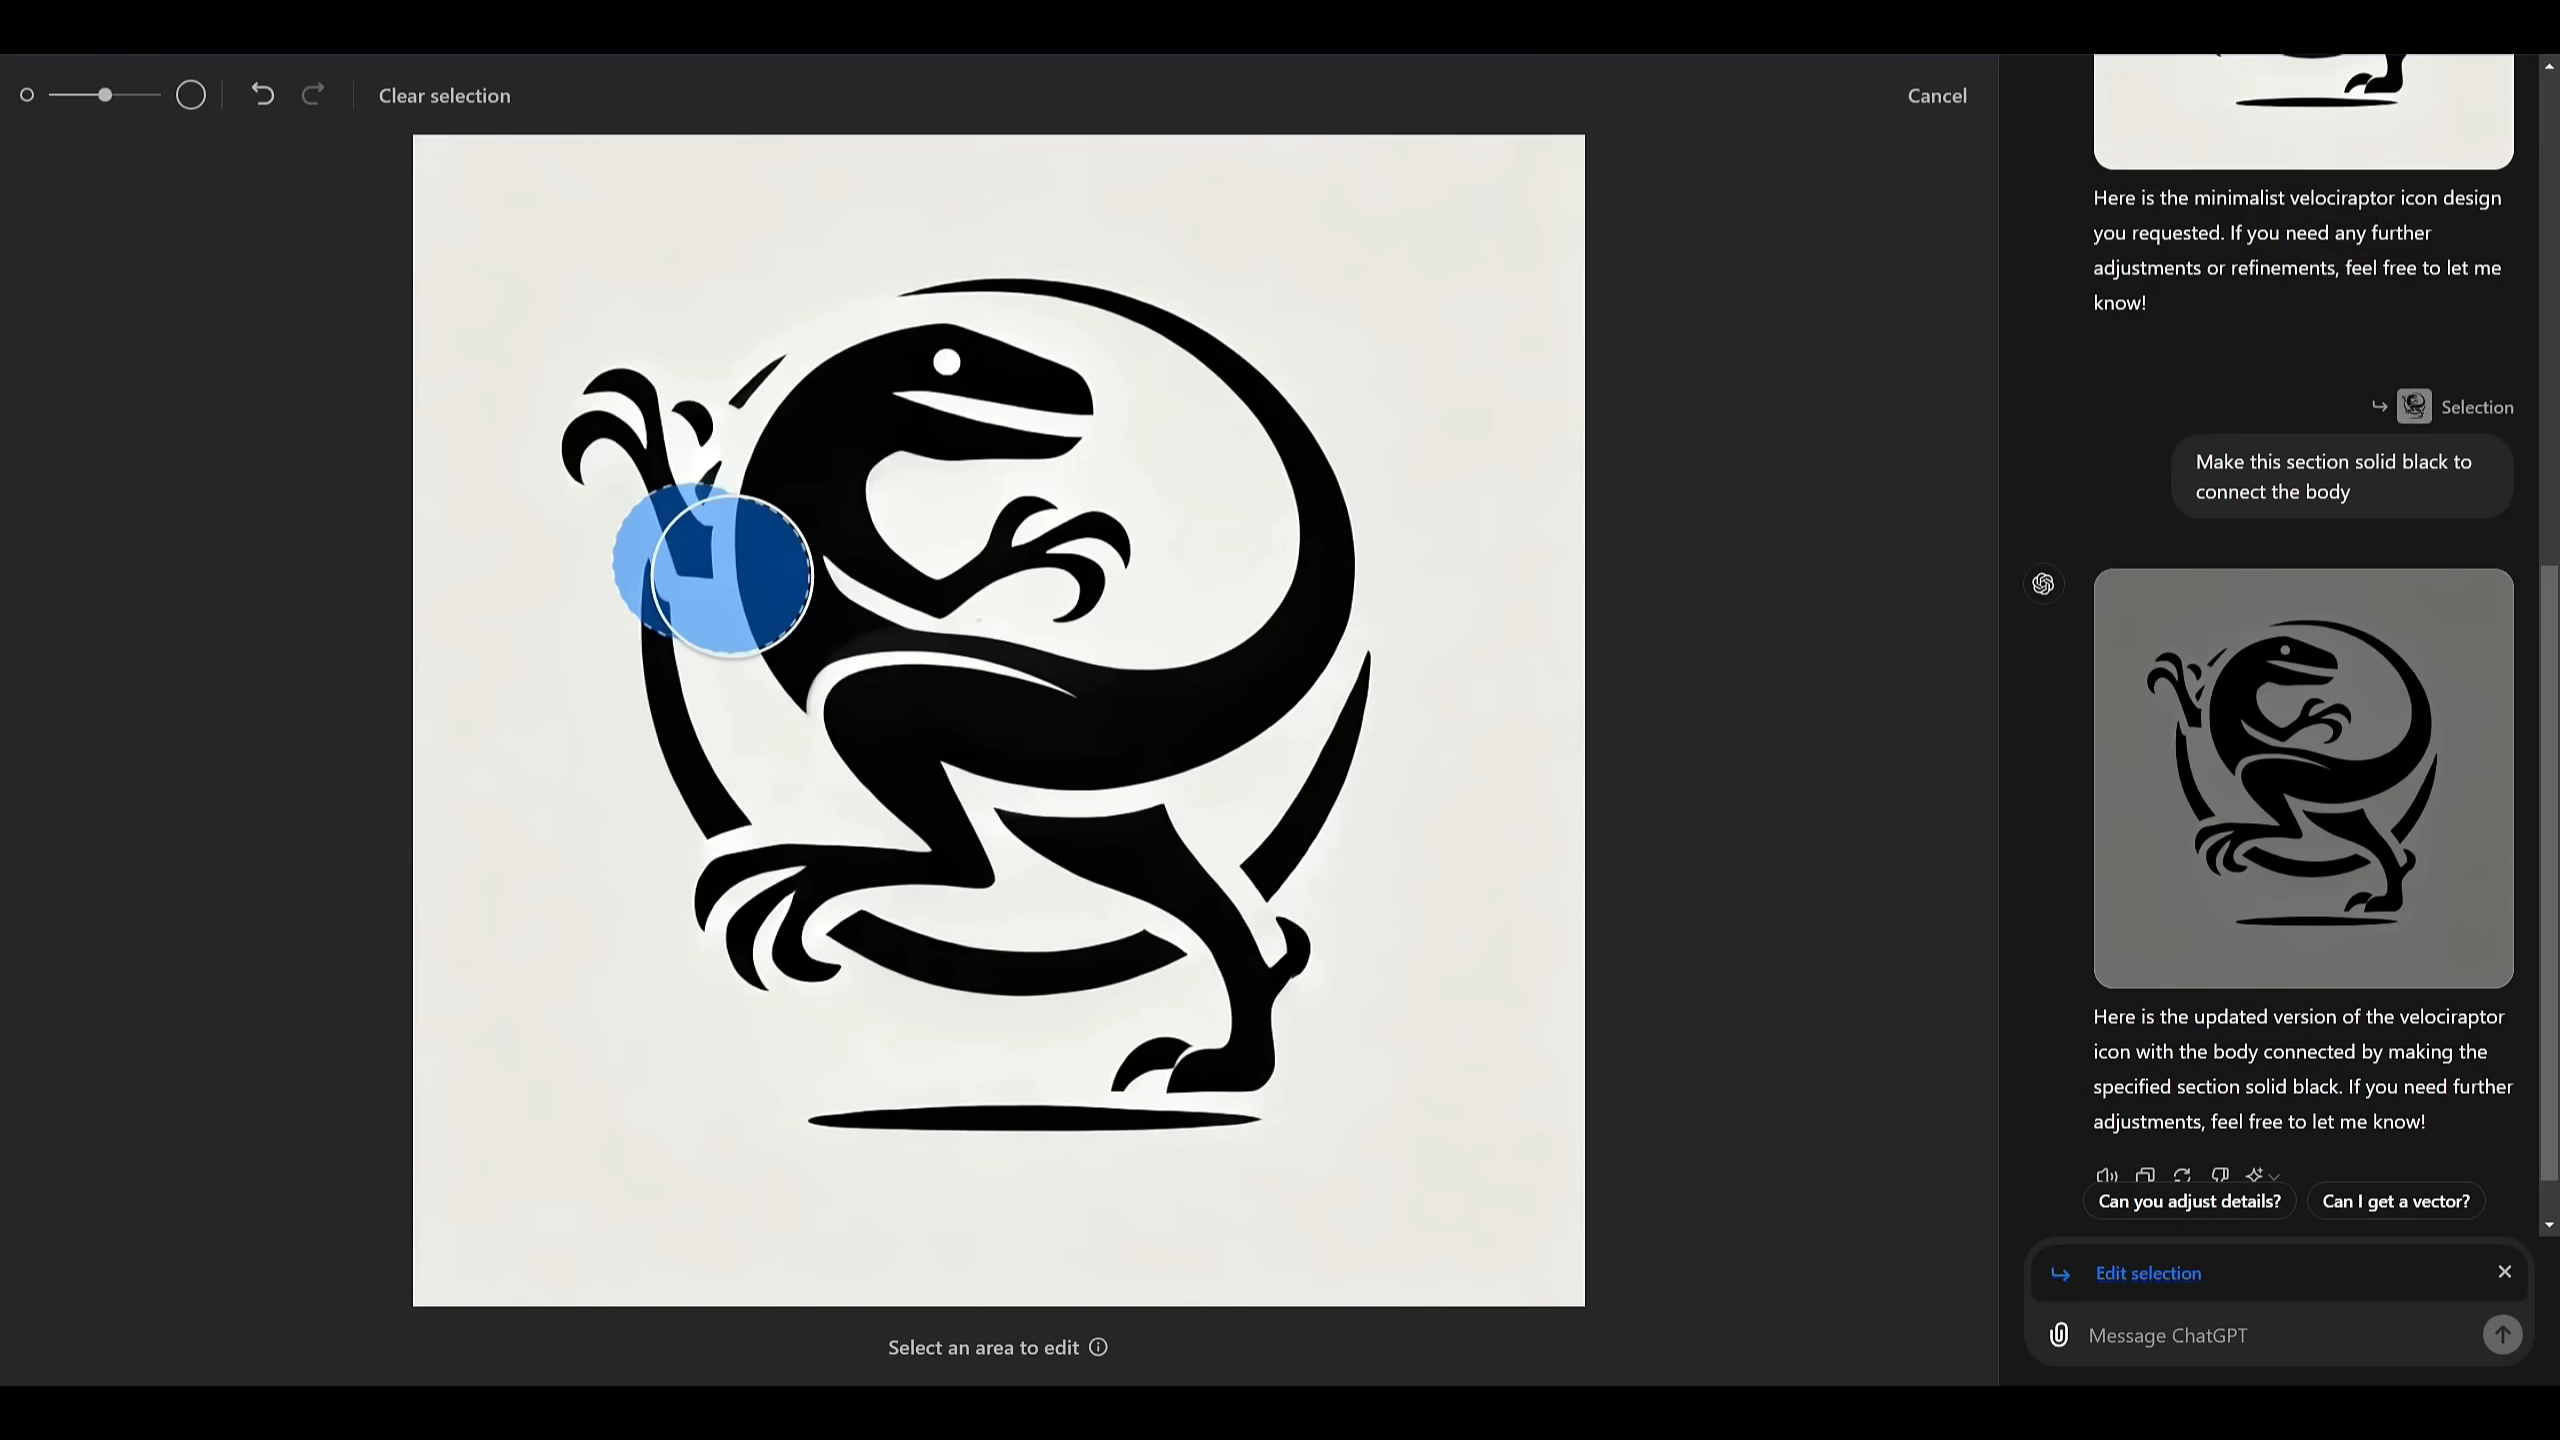 Clear selection
Cancel
Select an area to edit
Here is the minimalist velociraptor icon design
you requested. If you need any further
adjustments or refinements, feel free to let me
know!
Selection
Make this section solid black to
connect the body
Here is the updated version of the velociraptor
icon with the body connected by making the
specified section solid black. If you need further
adjustments, feel free to let me know!
Can you adjust details?
Can I get a vector?
Edit selection
Message ChatGPT